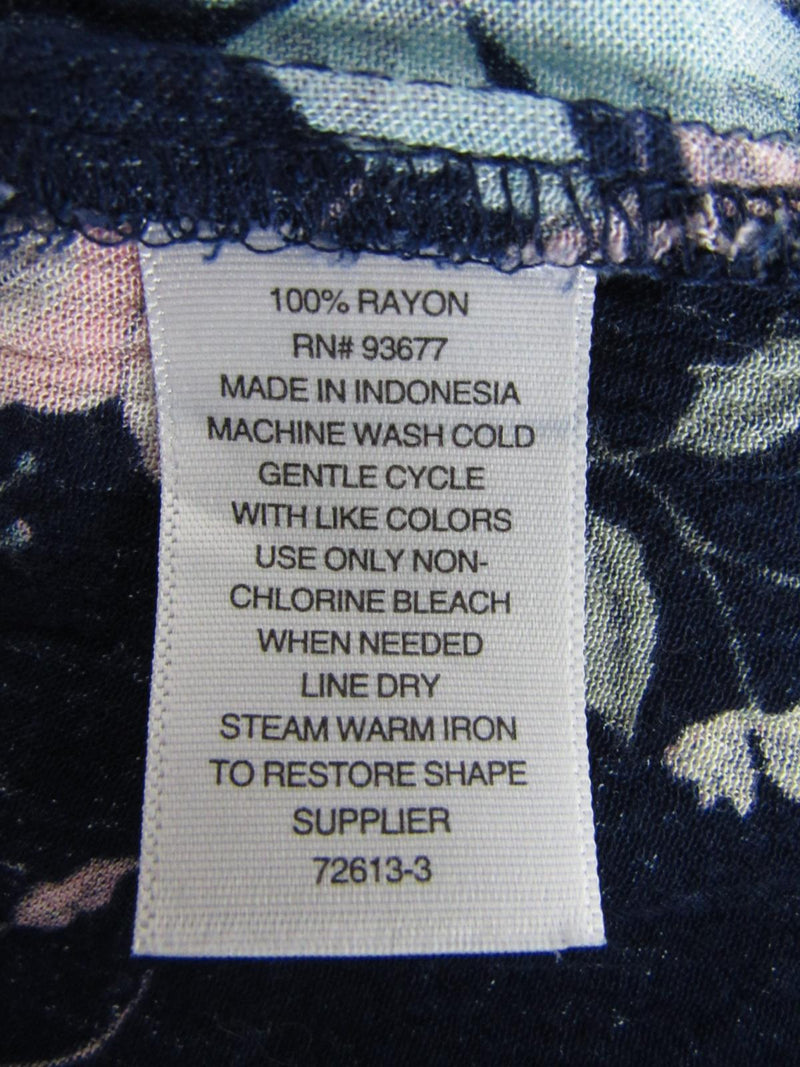 100% RAYON
RN# 93677
MADE IN INDONESIA
MACHINE WASH COLD
GENTLE CYCLE
WITH LIKE COLORS
USE ONLY NON-
CHLORINE BLEACH
WHEN NEEDED
LINE DRY
STEAM WARM IRON
TO RESTORE SHAPE
SUPPLIER
72613-3